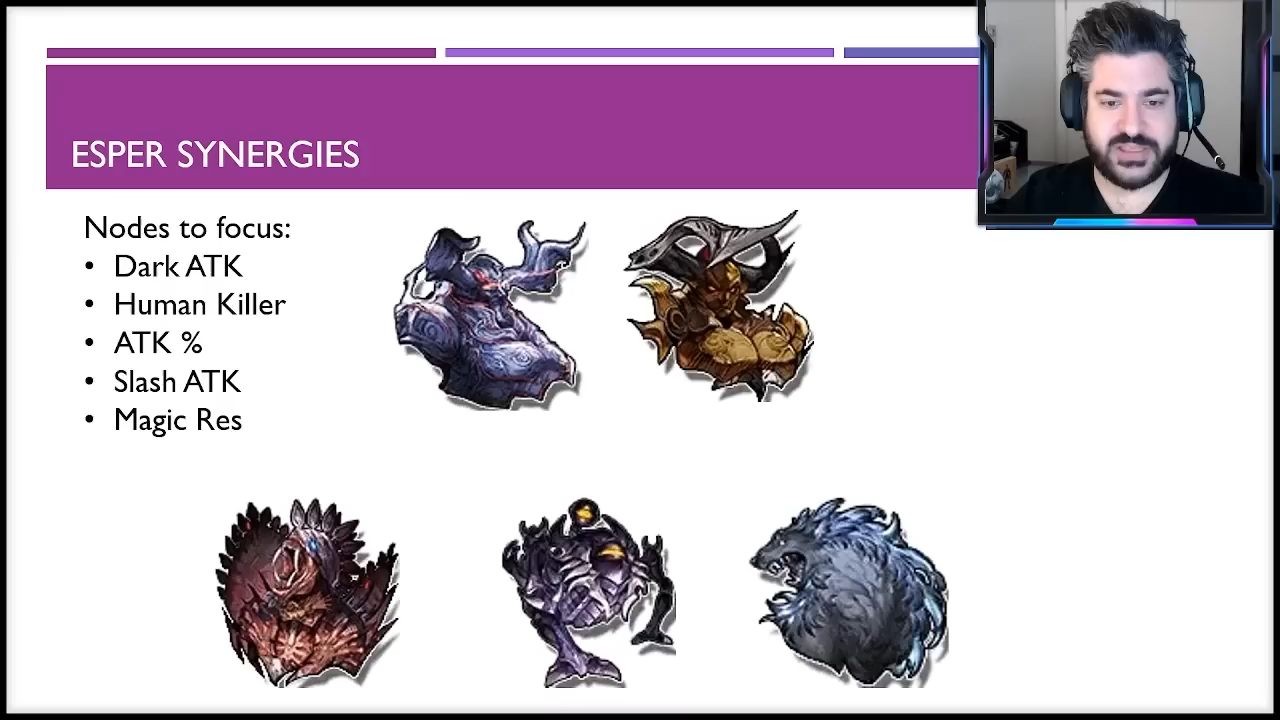 ESPER SYNERGIES
Nodes to focus:
• Dark ATK
• Human Killer
• ATK %
• Slash ATK
• Magic Res